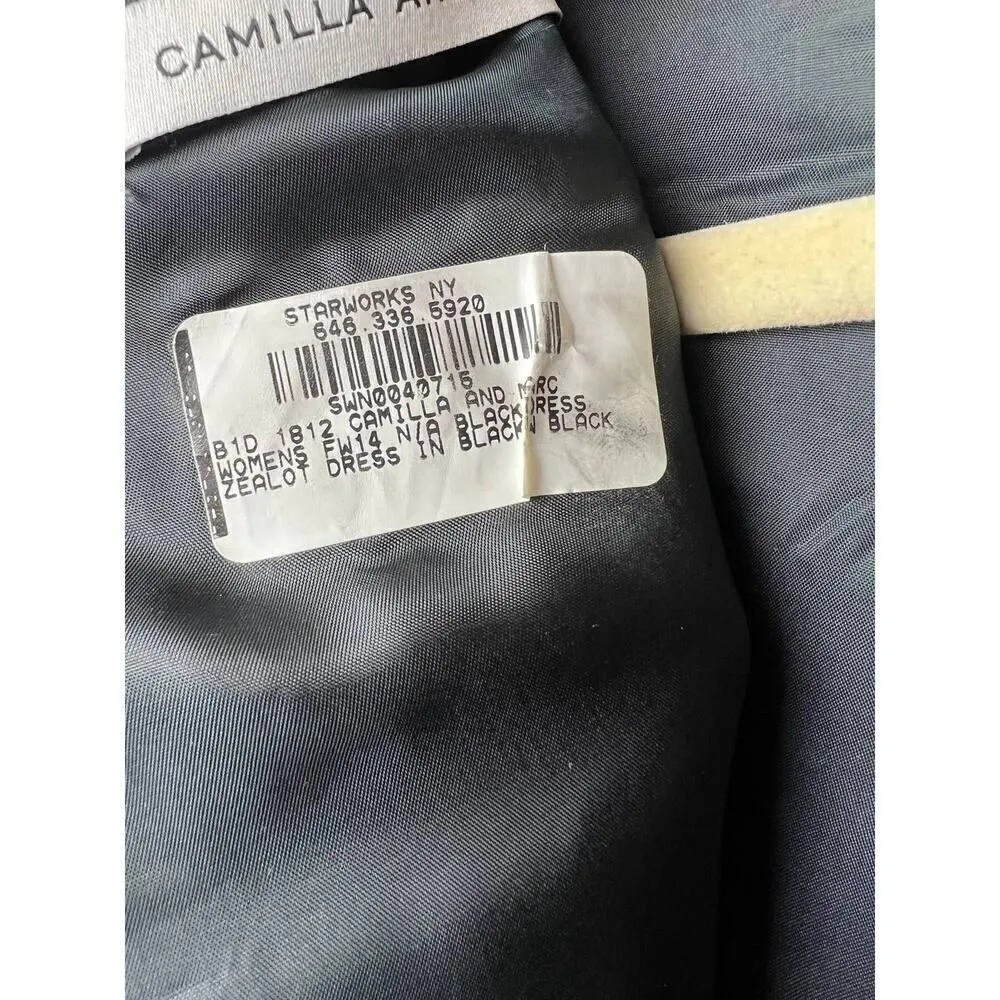 CAMILLA
STARWORKS NY
646.336.5920
SWN0040715
B1D 1812 CAMILLA AND MARC
WOMENS FW14 N/A BLACK DRESS
ZEALOT DRESS IN BLACK BLACK